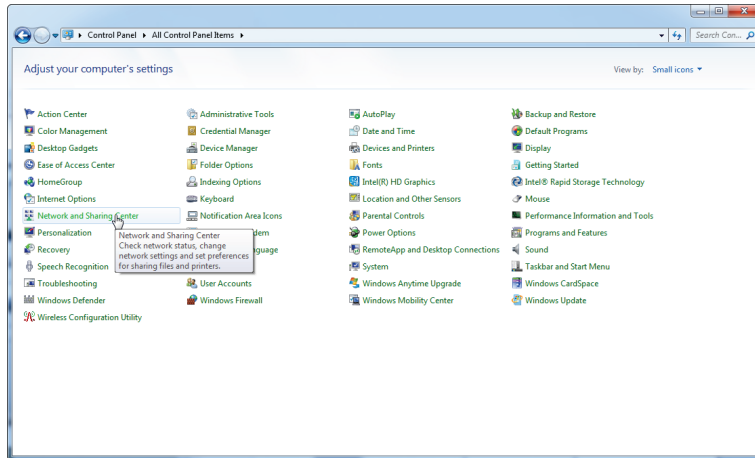 Control Panel ▸ All Control Panel Items ▸
Search Con...
Adjust your computer's settings
View by: Small icons
Action Center
Administrative Tools
AutoPlay
Backup and Restore
Color Management
Credential Manager
Date and Time
Default Programs
Desktop Gadgets
Device Manager
Devices and Printers
Display
Ease of Access Center
Folder Options
Fonts
Getting Started
HomeGroup
Indexing Options
Intel(R) HD Graphics
Intel® Rapid Storage Technology
Internet Options
Keyboard
Location and Other Sensors
Mouse
Network and Sharing Center
Notification Area Icons
Parental Controls
Performance Information and Tools
Personalization
Power Options
Programs and Features
Recovery
RemoteApp and Desktop Connections
Sound
Network and Sharing Center
Check network status, change
network settings and set preferences
for sharing files and printers.
Speech Recognition
System
Taskbar and Start Menu
Troubleshooting
User Accounts
Windows Anytime Upgrade
Windows CardSpace
Windows Defender
Windows Firewall
Windows Mobility Center
Windows Update
Wireless Configuration Utility